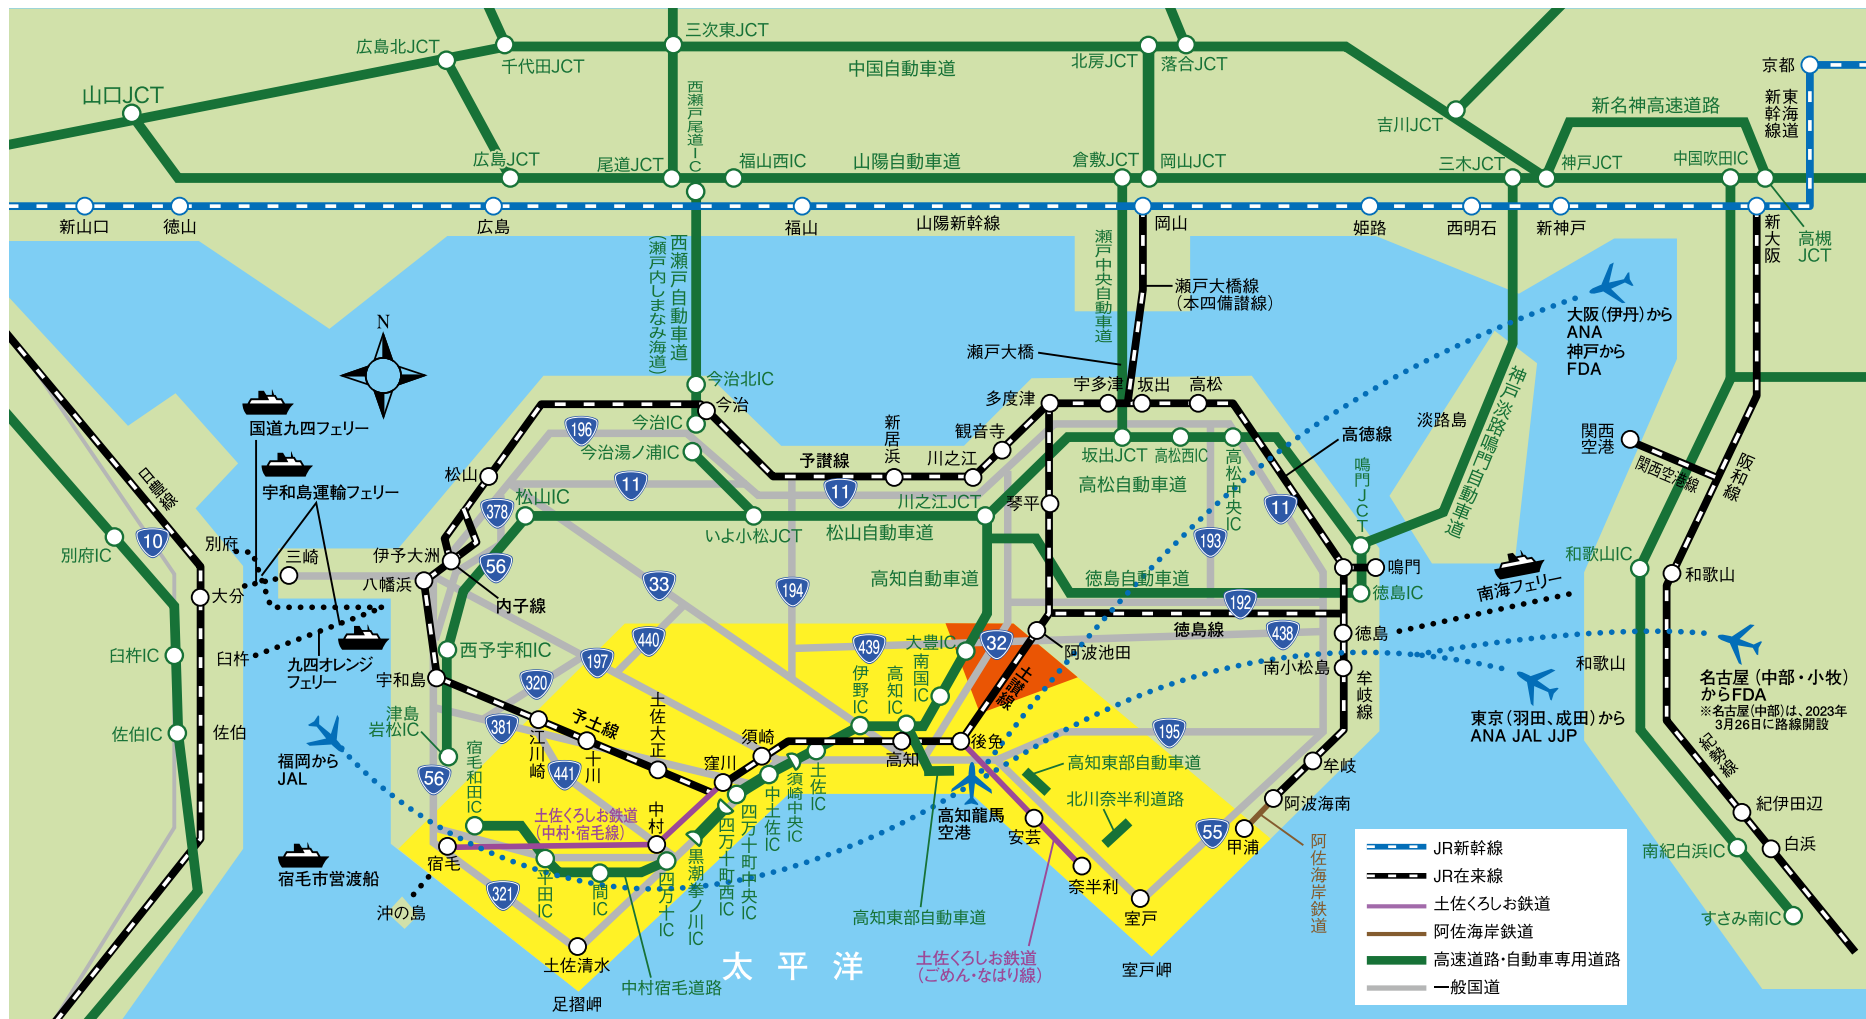 広島北JCT
千代田JCT
三次東JCT
中国自動車道
北房JCT
落合JCT
京都
東海道
新幹線
山口JCT
西瀬戸尾道IC
吉川JCT
新名神高速道路
広島JCT
尾道JCT
福山西IC
山陽自動車道
倉敷JCT
岡山JCT
三木JCT
神戸JCT
中国吹田IC
新山口
徳山
広島
福山
山陽新幹線
岡山
姫路
西明石
新神戸
新大阪
高槻
JCT
西瀬戸自動車道
(瀬戸内しまなみ海道)
瀬戸中央自動車道
瀬戸大橋線
(本四備讃線)
大阪(伊丹)から
ANA
神戸から
FDA
N
瀬戸大橋
今治北IC
今治
今治IC
今治湯ノ浦IC
多度津
宇多津
坂出
高松
神戸淡路鳴門自動車道
淡路島
関西
空港
関西空港線
阪和線
国道九四フェリー
宇和島運輸フェリー
日豊線
10
別府IC
別府
大分
三崎
臼杵IC
臼杵
九四オレンジ
フェリー
佐伯IC
佐伯
福岡から
JAL
宿毛市営渡船
沖の島
196
11
378
松山
松山IC
予讃線
新居浜
川之江
観音寺
11
川之江JCT
いよ小松JCT
松山自動車道
琴平
坂出JCT
高松西IC
高松中央IC
高松自動車道
高徳線
11
鳴門JCT
193
伊予大洲
八幡浜
56
内子線
33
194
高知自動車道
徳島自動車道
192
徳島線
438
鳴門
徳島IC
徳島
南小松島
牟岐線
南海フェリー
和歌山IC
和歌山
和歌山
西予宇和IC
440
197
439
大豊IC
32
阿波池田
土讃線
宇和島
320
381
津島
岩松IC
56
予土線
江川崎
十川
土佐大正
441
須崎
窪川
伊野IC
高知IC
南国IC
高知
後免
195
高知東部自動車道
北川奈半利道路
高知龍馬
空港
安芸
奈半利
室戸
室戸岬
55
甲浦
牟岐
阿波海南
阿佐海岸鉄道
東京(羽田、成田)から
ANA JAL JJP
名古屋(中部・小牧)
からFDA
※名古屋(中部)は、2023年
3月26日に路線開設
紀勢線
紀伊田辺
白浜
南紀白浜IC
すさみ南IC
宿毛和田IC
宿毛
土佐くろしお鉄道
(中村・宿毛線)
中村
321
平田IC
間IC
四万十IC
黒潮拳ノ川IC
四万十町西IC
四万十町中央IC
中土佐IC
須崎中央IC
土佐IC
土佐清水
足摺岬
中村宿毛道路
高知東部自動車道
土佐くろしお鉄道
(ごめん・なはり線)
太平洋
JR新幹線
JR在来線
土佐くろしお鉄道
阿佐海岸鉄道
高速道路・自動車専用道路
一般国道